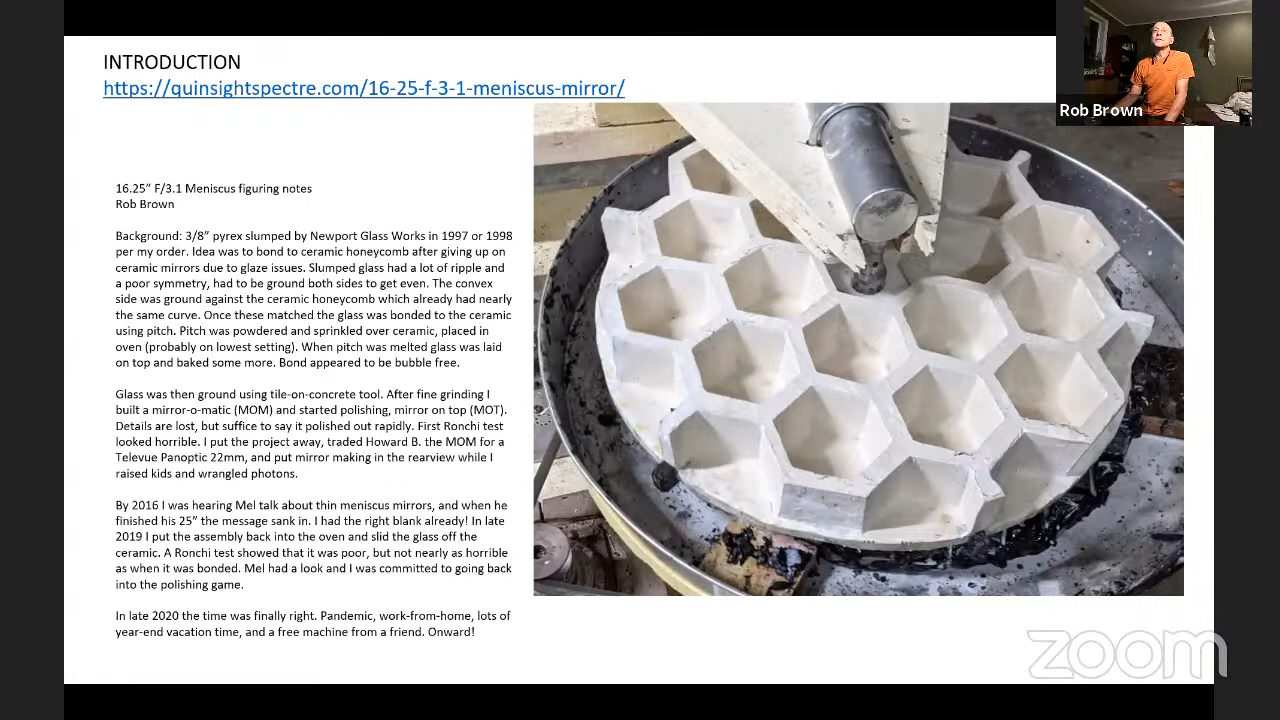 INTRODUCTION
https://quinsightspectre.com/16-25-f-3-1-meniscus-mirror/
Rob Brown
16.25” F/3.1 Meniscus figuring notes
Rob Brown
Background: 3/8” pyrex slumped by Newport Glass Works in 1997 or 1998
per my order. Idea was to bond to ceramic honeycomb after giving up on
ceramic mirrors due to glaze issues. Slumped glass had a lot of ripple and
a poor symmetry, had to be ground both sides to get even. The convex
side was ground against the ceramic honeycomb which already had nearly
the same curve. Once these matched the glass was bonded to the ceramic
using pitch. Pitch was powdered and sprinkled over ceramic, placed in
oven (probably on lowest setting). When pitch was melted glass was laid
on top and baked some more. Bond appeared to be bubble free.
Glass was then ground using tile-on-concrete tool. After fine grinding I
built a mirror-o-matic (MOM) and started polishing, mirror on top (MOT).
Details are lost, but suffice to say it polished out rapidly. First Ronchi test
looked horrible. I put the project away, traded Howard B. the MOM for a
Televue Panoptic 22mm, and put mirror making in the rearview while I
raised kids and wrangled photons.
By 2016 I was hearing Mel talk about thin meniscus mirrors, and when he
finished his 25” the message sank in. I had the right blank already! In late
2019 I put the assembly back into the oven and slid the glass off the
ceramic. A Ronchi test showed that it was poor, but not nearly as horrible
as when it was bonded. Mel had a look and I was committed to going back
into the polishing game.
In late 2020 the time was finally right. Pandemic, work-from-home, lots of
year-end vacation time, and a free machine from a friend. Onward!
zoom